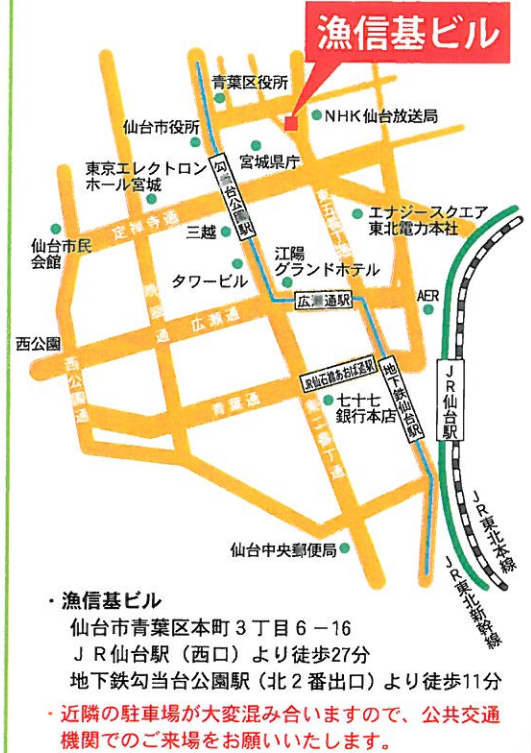 漁信基ビル
青葉区役所
NHK仙台放送局
仙台市役所
宮城県庁
東京エレクトロン
ホール宮城
勾当台公園駅
定禅寺通
エナジースクエア
東北電力本社
仙台市民
会館
三越
江陽
グランドホテル
タワービル
広瀬通駅
AER
広瀬通
西公園
西公園通
JR仙石線あおば通駅
地下鉄仙台駅
JR仙台駅
青葉通
七十七
銀行本店
東二番丁通
仙台中央郵便局
JR東北本線
JR東北新幹線
・漁信基ビル
仙台市青葉区本町3丁目6－16
JR仙台駅（西口）より徒歩27分
地下鉄勾当台公園駅（北2番出口）より徒歩11分
・近隣の駐車場が大変混み合いますので、公共交通
機関でのご来場をお願いいたします。